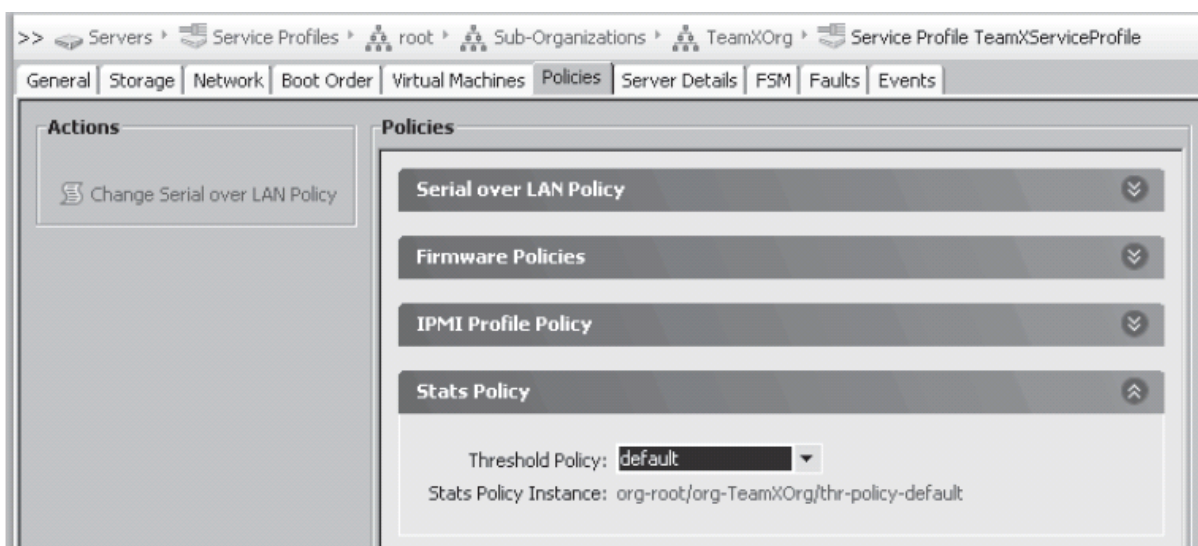 >> Servers › Service Profiles › root › Sub-Organizations › TeamXOrg › Service Profile TeamXServiceProfile
General Storage Network Boot Order Virtual Machines Policies Server Details FSM Faults Events
Actions
Change Serial over LAN Policy
Policies
Serial over LAN Policy
Firmware Policies
IPMI Profile Policy
Stats Policy
Threshold Policy: default
Stats Policy Instance: org-root/org-TeamXOrg/thr-policy-default